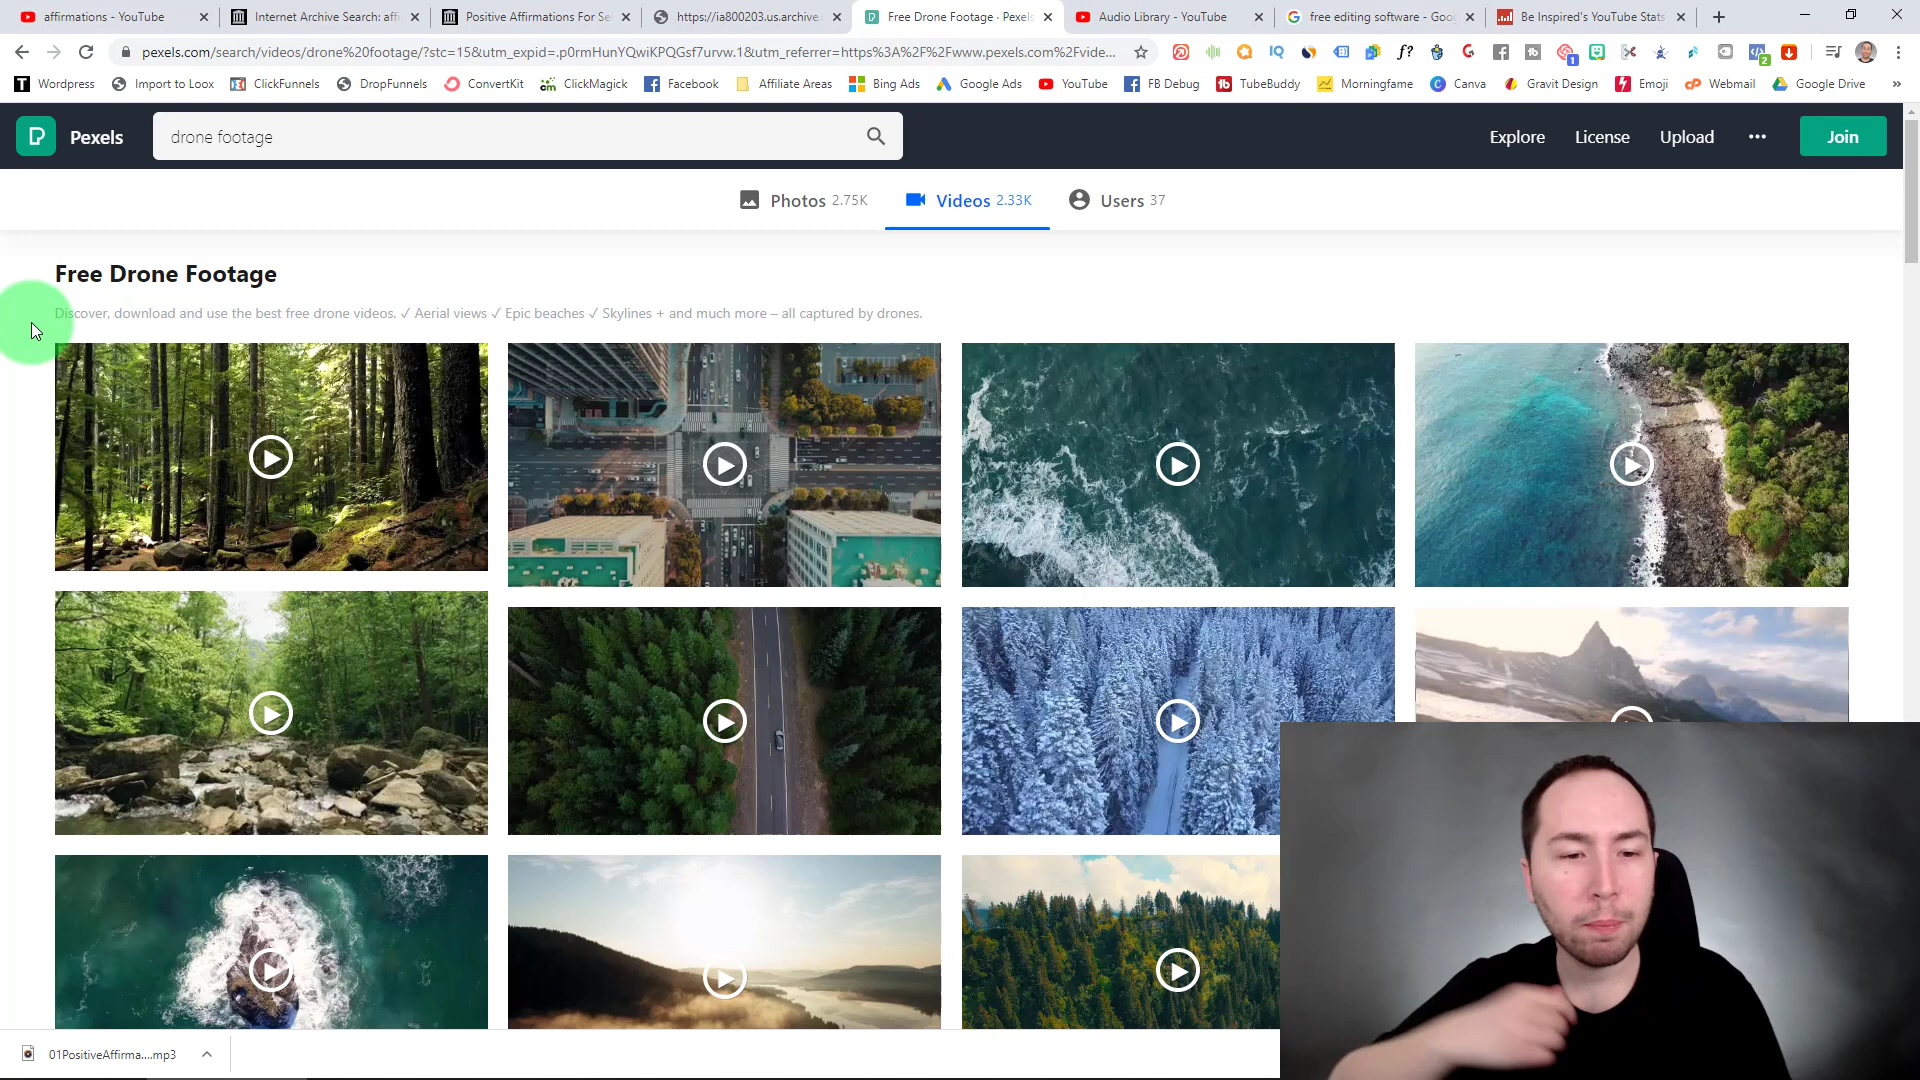 affirmations - YouTube
Internet Archive Search: affi
Positive Affirmations For Se
https://ia800203.us.archive.
Free Drone Footage · Pexels
Audio Library - YouTube
free editing software - Goo
Be Inspired's YouTube Stats
pexels.com/search/videos/drone%20footage/?stc=15&utm_expid=.p0rmHunYQwiKPQGsf7urvw.1&utm_referrer=https%3A%2F%2Fwww.pexels.com%2Fvide...
Wordpress
Import to Loox
ClickFunnels
DropFunnels
ConvertKit
ClickMagick
Facebook
Affiliate Areas
Bing Ads
Google Ads
YouTube
FB Debug
TubeBuddy
Morningfame
Canva
Gravit Design
Emoji
Webmail
Google Drive
»
Pexels
drone footage
Explore
License
Upload
Join
Photos 2.75K
Videos 2.33K
Users 37
Free Drone Footage
Discover, download and use the best free drone videos. ✓ Aerial views ✓ Epic beaches ✓ Skylines + and much more – all captured by drones.
01PositiveAffirma....mp3